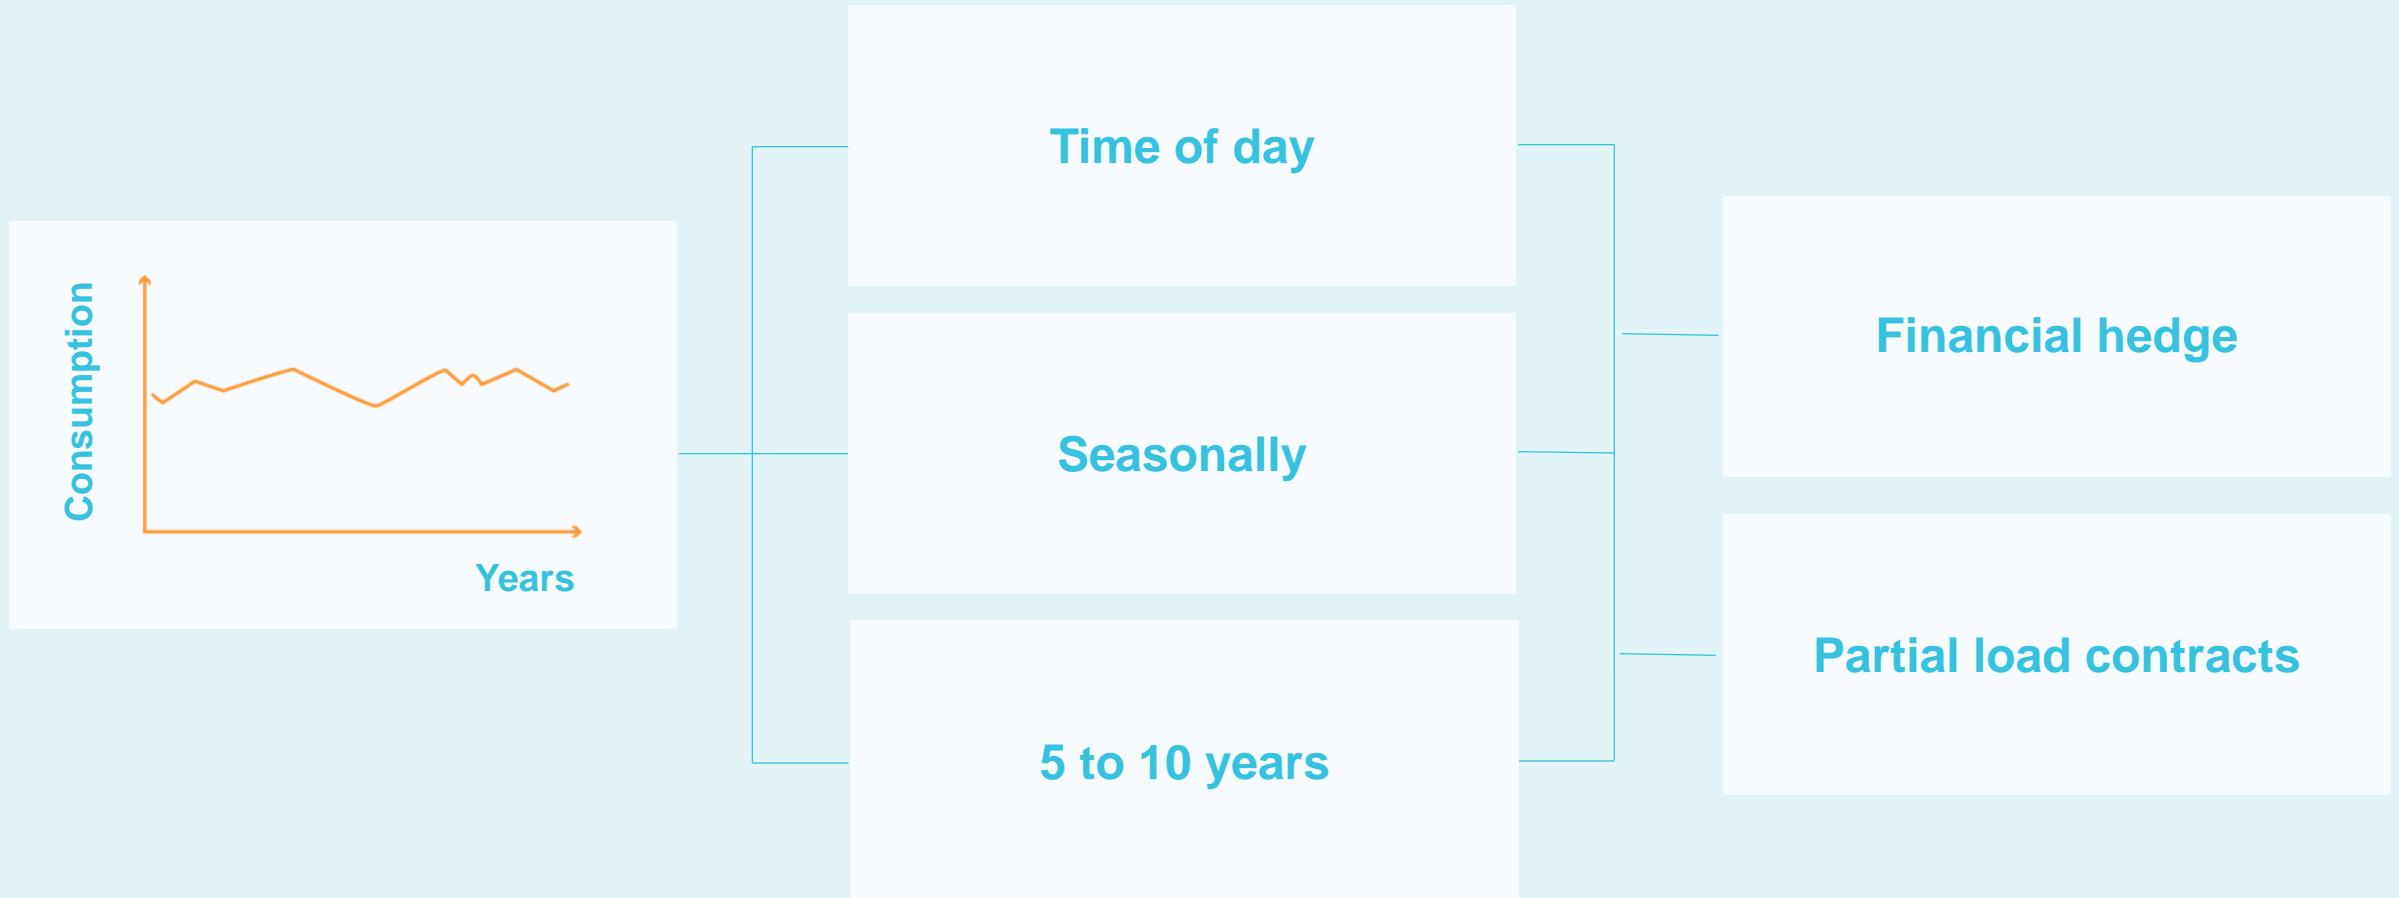 Consumption
Years
Time of day
Seasonally
5 to 10 years
Financial hedge
Partial load contracts